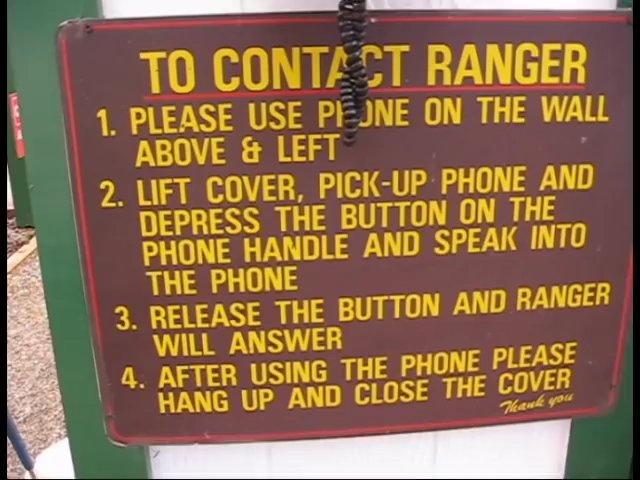 TO CONTACT RANGER
1. PLEASE USE PHONE ON THE WALL
ABOVE & LEFT
2. LIFT COVER, PICK-UP PHONE AND
DEPRESS THE BUTTON ON THE
PHONE HANDLE AND SPEAK INTO
THE PHONE
3. RELEASE THE BUTTON AND RANGER
WILL ANSWER
4. AFTER USING THE PHONE PLEASE
HANG UP AND CLOSE THE COVER
Thank you